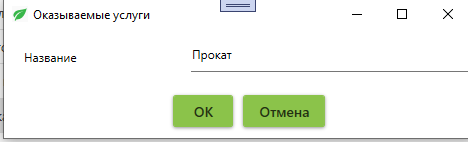 Оказываемые услуги
Название Прокат
ОК Отмена